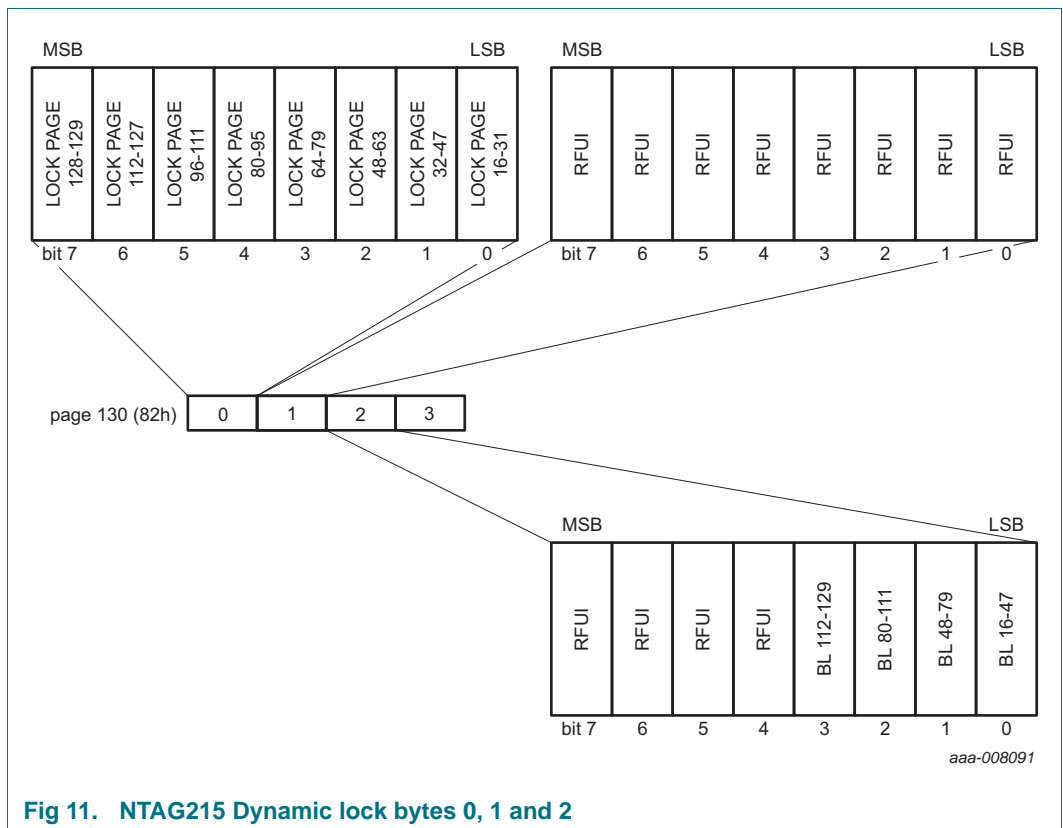 MSB LSB
LOCK PAGE 128-129
LOCK PAGE 112-127
LOCK PAGE 96-111
LOCK PAGE 80-95
LOCK PAGE 64-79
LOCK PAGE 48-63
LOCK PAGE 32-47
LOCK PAGE 16-31
bit 7 6 5 4 3 2 1 0
MSB LSB
RFUI RFUI RFUI RFUI RFUI RFUI RFUI RFUI
bit 7 6 5 4 3 2 1 0
page 130 (82h) 0 1 2 3
MSB LSB
RFUI RFUI RFUI RFUI BL 112-129 BL 80-111 BL 48-79 BL 16-47
bit 7 6 5 4 3 2 1 0
aaa-008091
Fig 11. NTAG215 Dynamic lock bytes 0, 1 and 2